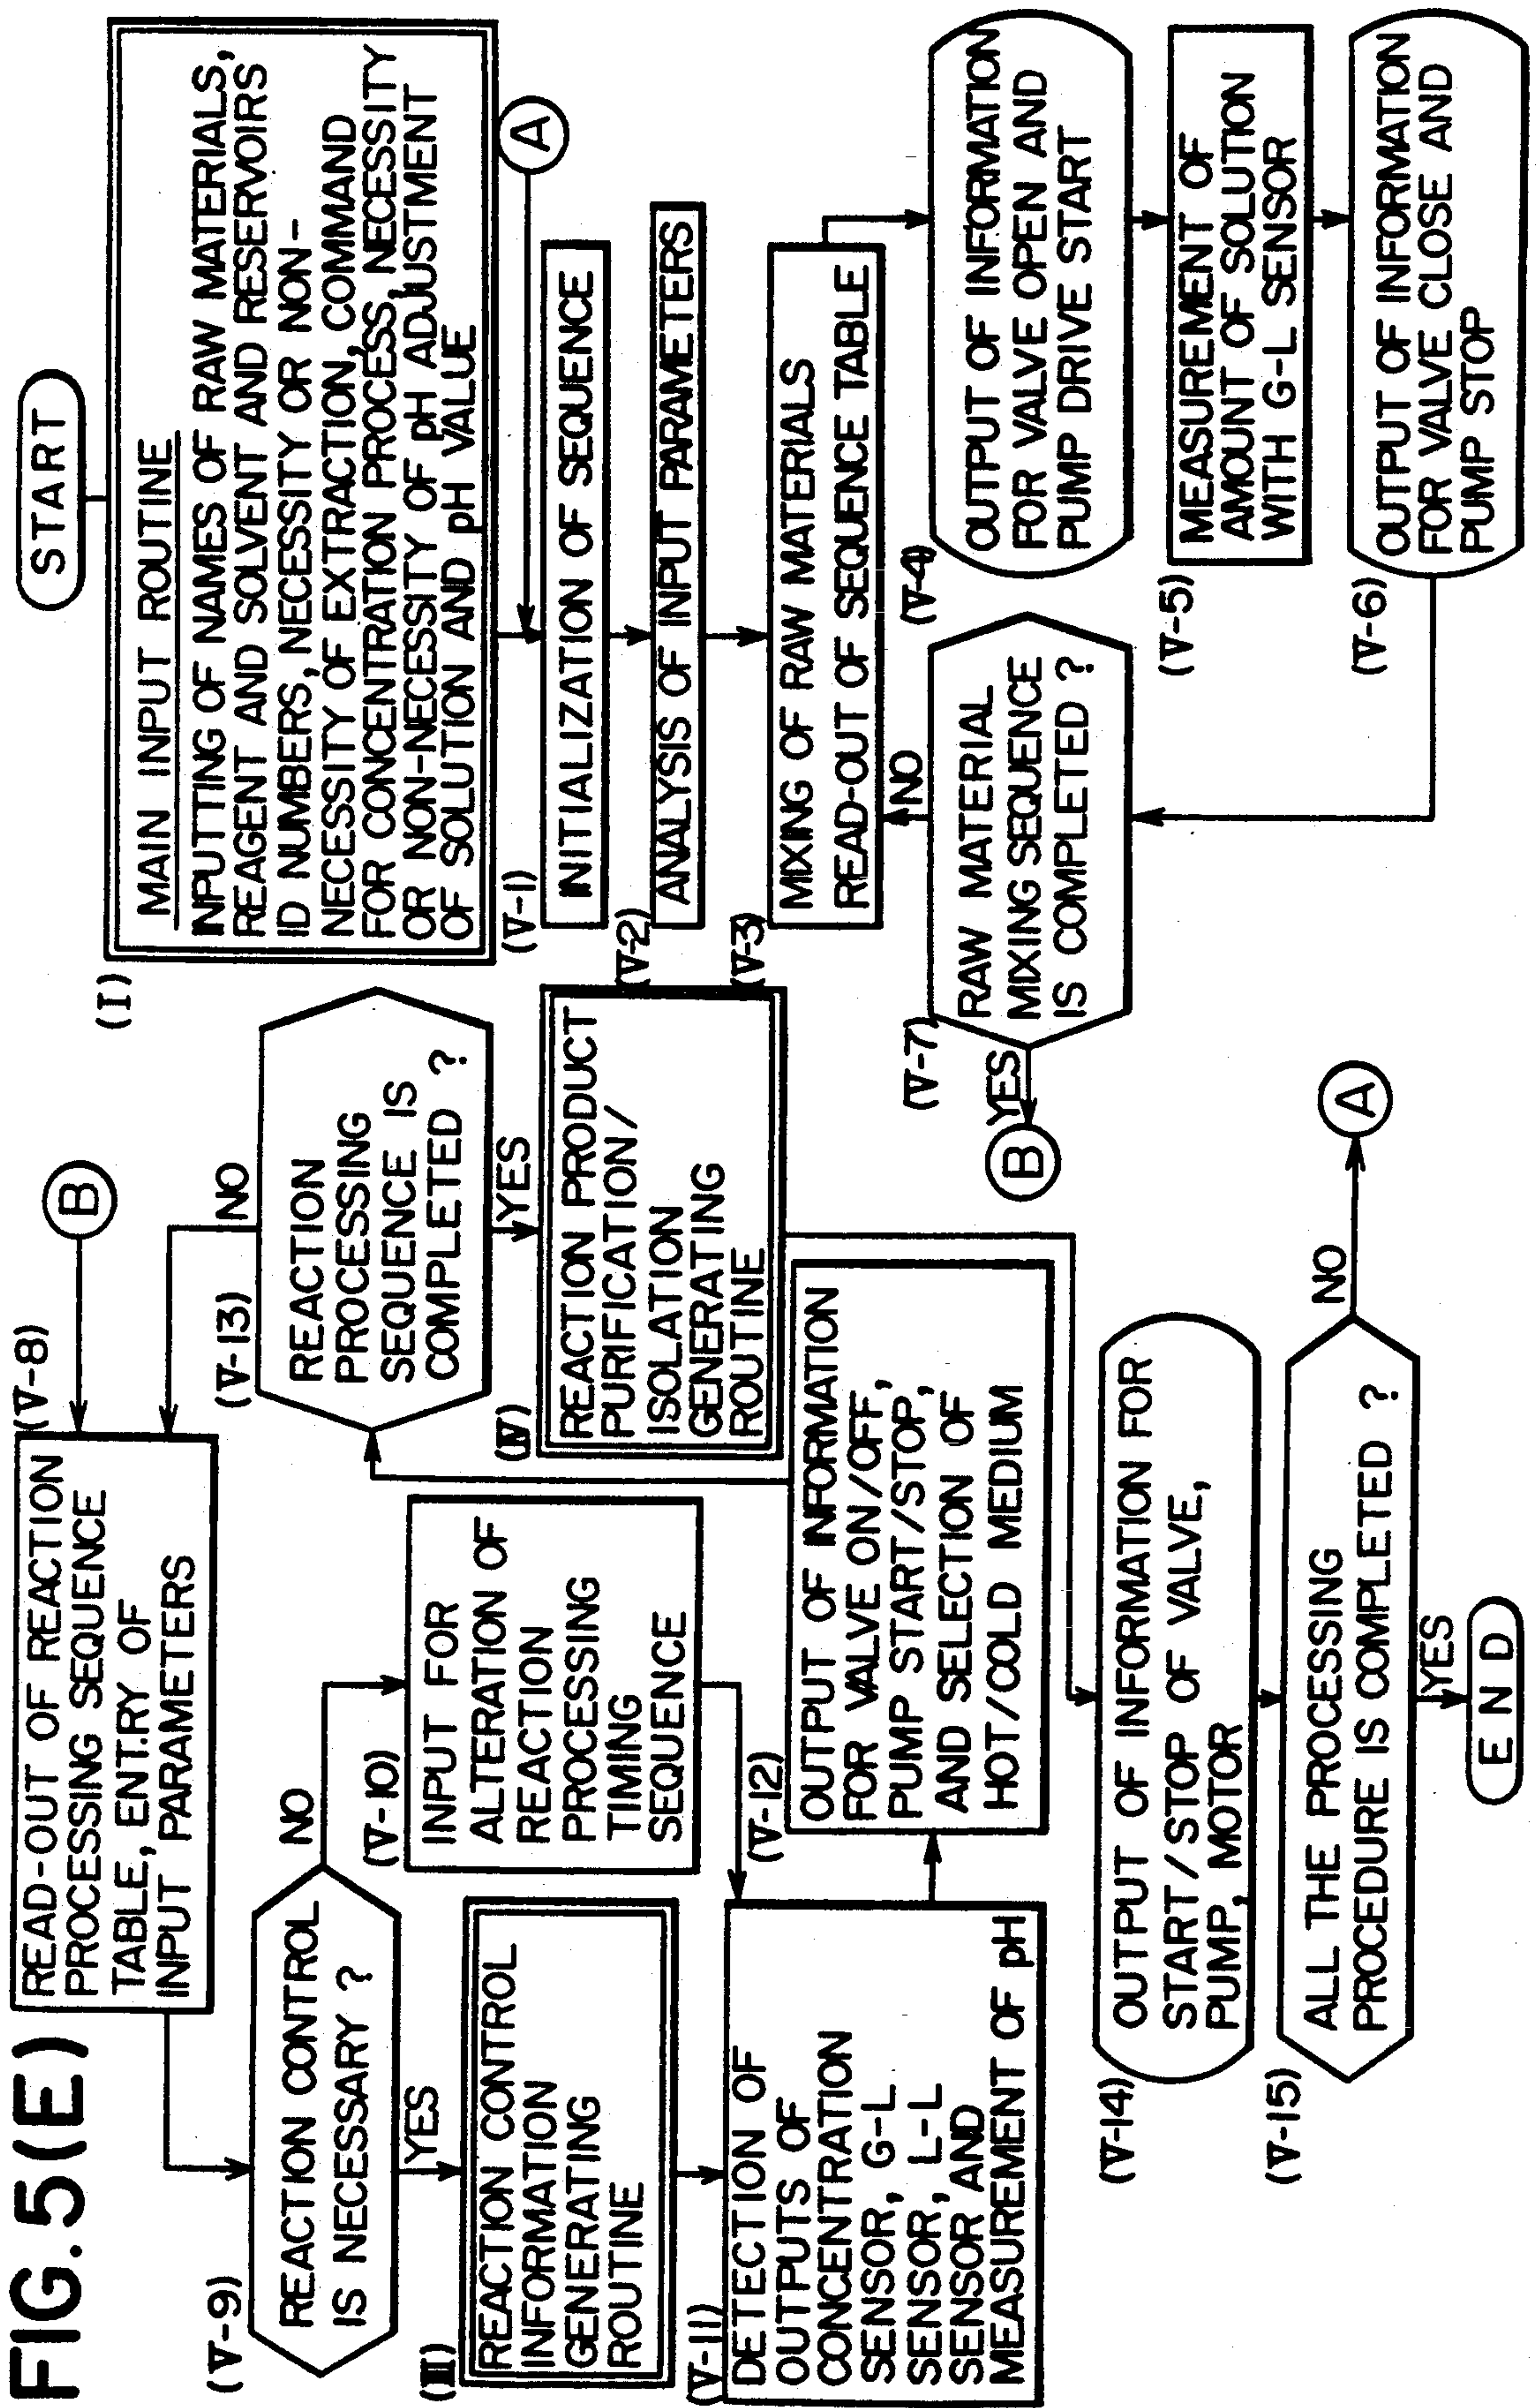 FIG. 5(E)
START
(I)
MAIN INPUT ROUTINE
INPUTTING OF NAMES OF RAW MATERIALS,
REAGENT AND SOLVENT AND RESERVOIRS
ID NUMBERS, NECESSITY OR NON-
NECESSITY OF EXTRACTION, COMMAND
FOR CONCENTRATION PROCESS, NECESSITY
OR NON-NECESSITY OF pH ADJUSTMENT
OF SOLUTION AND pH VALUE
A
(V-1)
INITIALIZATION OF SEQUENCE
(V-2)
ANALYSIS OF INPUT PARAMETERS
(V-3)
MIXING OF RAW MATERIALS
READ-OUT OF SEQUENCE TABLE
(V-4)
OUTPUT OF INFORMATION
FOR VALVE OPEN AND
PUMP DRIVE START
(V-5)
MEASUREMENT OF
AMOUNT OF SOLUTION
WITH G-L SENSOR
(V-6)
OUTPUT OF INFORMATION
FOR VALVE CLOSE AND
PUMP STOP
(V-7)
RAW MATERIAL
MIXING SEQUENCE
IS COMPLETED ?
NO
YES
B
B
(V-8)
READ-OUT OF REACTION
PROCESSING SEQUENCE
TABLE, ENTRY OF
INPUT PARAMETERS
(V-9)
REACTION CONTROL
IS NECESSARY ?
NO
YES
(V-10)
INPUT FOR
ALTERATION OF
REACTION
PROCESSING
TIMING
SEQUENCE
(III)
REACTION CONTROL
INFORMATION
GENERATING
ROUTINE
(V-11)
DETECTION OF
OUTPUTS OF
CONCENTRATION
SENSOR, G-L
SENSOR, L-L
SENSOR AND
MEASUREMENT OF pH
(V-12)
OUTPUT OF INFORMATION
FOR VALVE ON/OFF,
PUMP START/STOP,
AND SELECTION OF
HOT/COLD MEDIUM
(V-13)
REACTION
PROCESSING
SEQUENCE IS
COMPLETED ?
NO
YES
(IV)
REACTION PRODUCT
PURIFICATION/
ISOLATION
GENERATING
ROUTINE
(V-14)
OUTPUT OF INFORMATION FOR
START/STOP OF VALVE,
PUMP, MOTOR
(V-15)
ALL THE PROCESSING
PROCEDURE IS COMPLETED ?
NO
A
YES
END